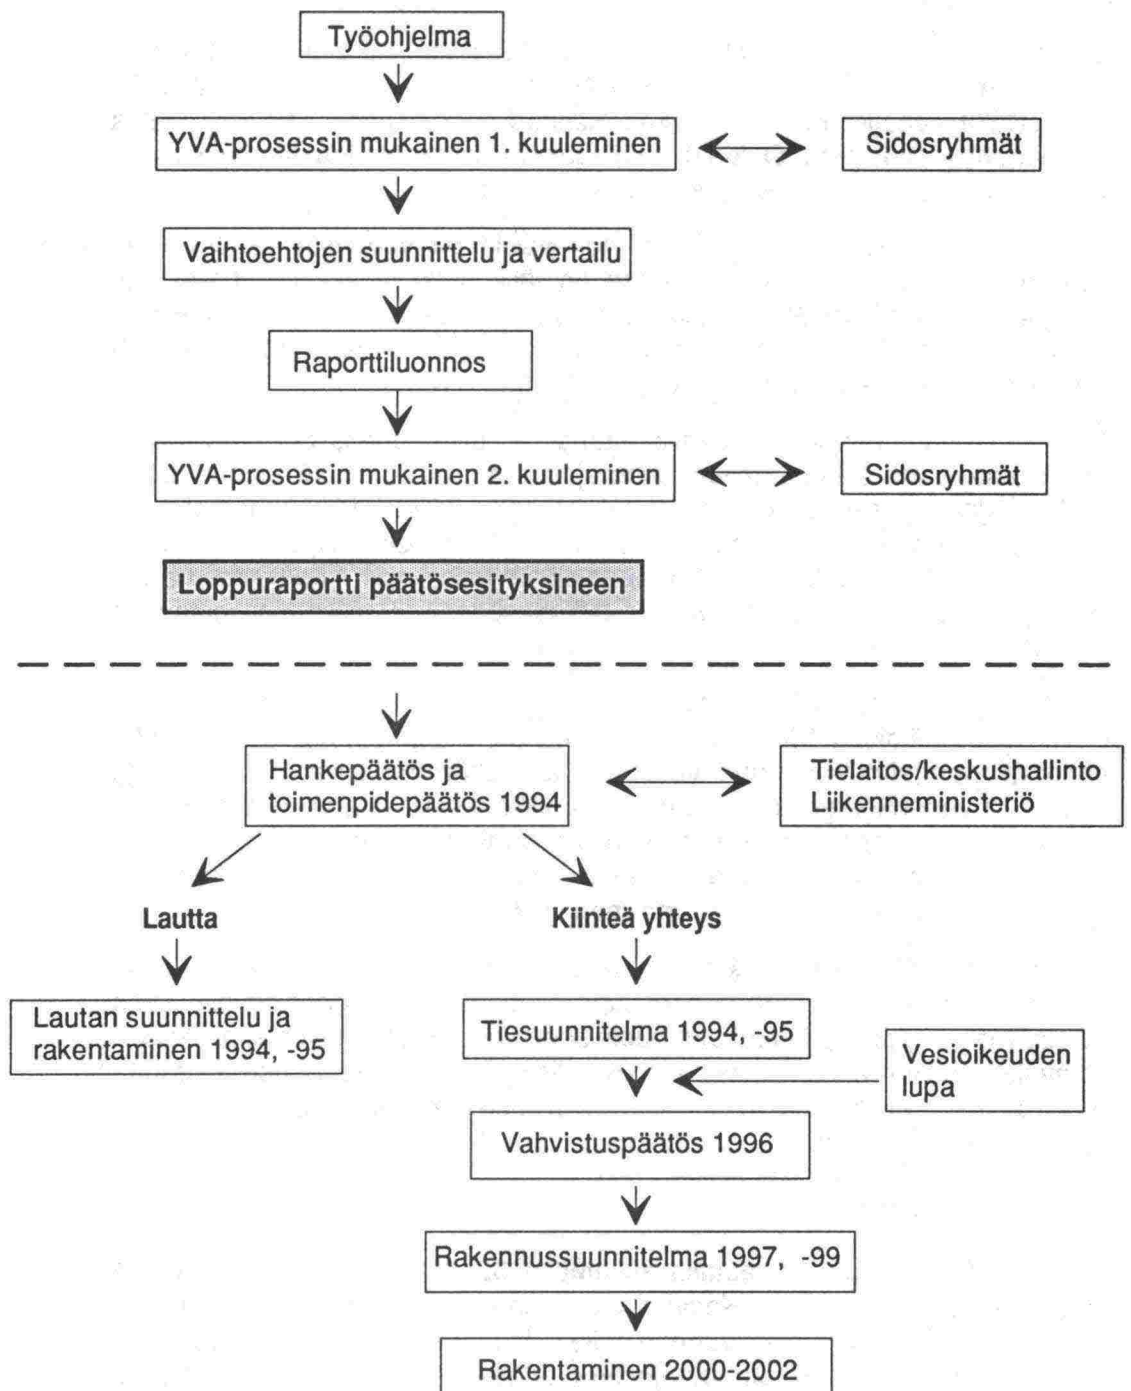 Työohjelma
YVA-prosessin mukainen 1. kuuleminen
Sidosryhmät
Vaihtoehtojen suunnittelu ja vertailu
Raporttiluonnos
YVA-prosessin mukainen 2. kuuleminen
Sidosryhmät
Loppuraportti päätösesityksineen
Hankepäätös ja
toimenpidepäätös 1994
Tielaitos/keskushallinto
Liikenneministeriö
Lautta
Kiinteä yhteys
Lautan suunnittelu ja
rakentaminen 1994, -95
Tiesuunnitelma 1994, -95
Vesioikeuden
lupa
Vahvistuspäätös 1996
Rakennussuunnitelma 1997, -99
Rakentaminen 2000-2002